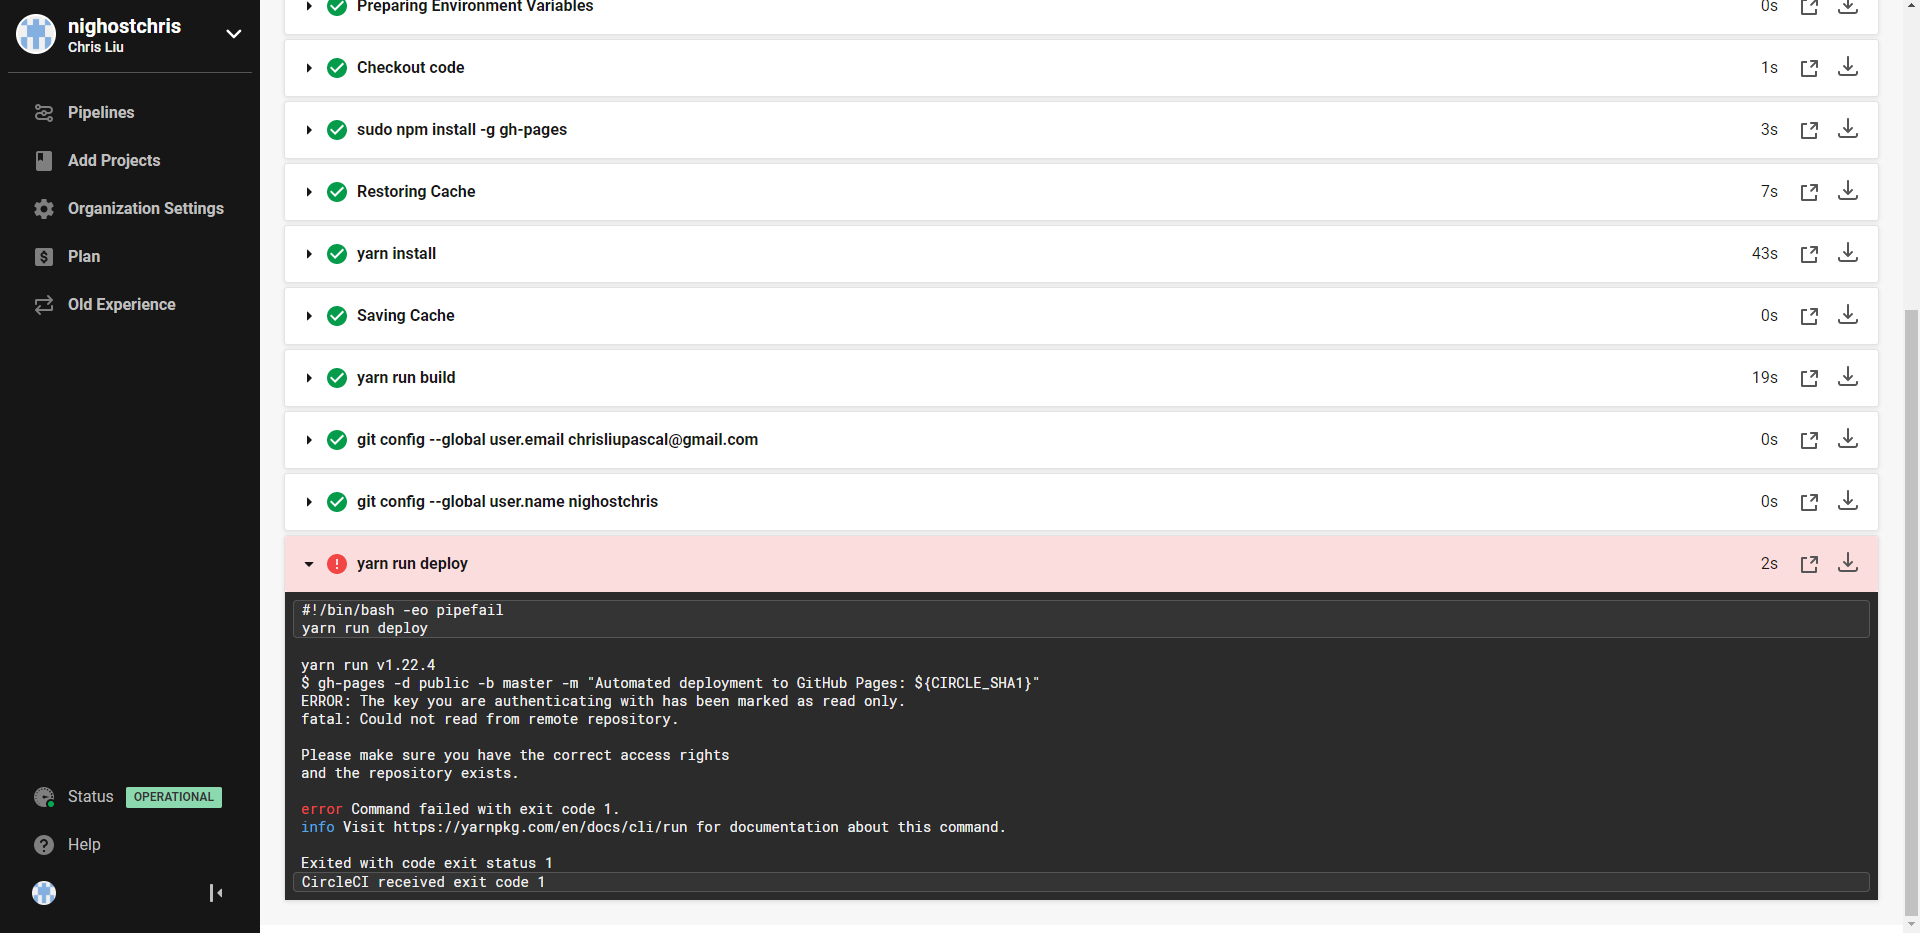 nighostchris
Chris Liu
Pipelines
Add Projects
Organization Settings
Plan
Old Experience
Status OPERATIONAL
Help
Preparing Environment Variables 0s
Checkout code 1s
sudo npm install -g gh-pages 3s
Restoring Cache 7s
yarn install 43s
Saving Cache 0s
yarn run build 19s
git config --global user.email chrisliupascal@gmail.com 0s
git config --global user.name nighostchris 0s
yarn run deploy 2s
#!/bin/bash -eo pipefail
yarn run deploy
yarn run v1.22.4
$ gh-pages -d public -b master -m "Automated deployment to GitHub Pages: ${CIRCLE_SHA1}"
ERROR: The key you are authenticating with has been marked as read only.
fatal: Could not read from remote repository.
Please make sure you have the correct access rights
and the repository exists.
error Command failed with exit code 1.
info Visit https://yarnpkg.com/en/docs/cli/run for documentation about this command.
Exited with code exit status 1
CircleCI received exit code 1